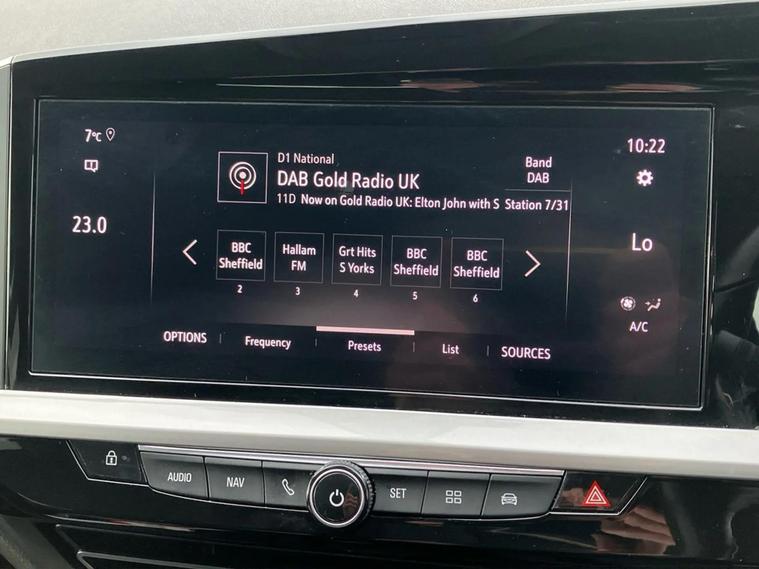 7°C
10:22
D1 National
DAB Gold Radio UK
11D Now on Gold Radio UK: Elton John with S Station 7/31
Band
DAB
23.0
Lo
BBC
Sheffield
2
Hallam
FM
3
Grt Hits
S Yorks
4
BBC
Sheffield
5
BBC
Sheffield
6
A/C
OPTIONS
Frequency
Presets
List
SOURCES
AUDIO
NAV
SET